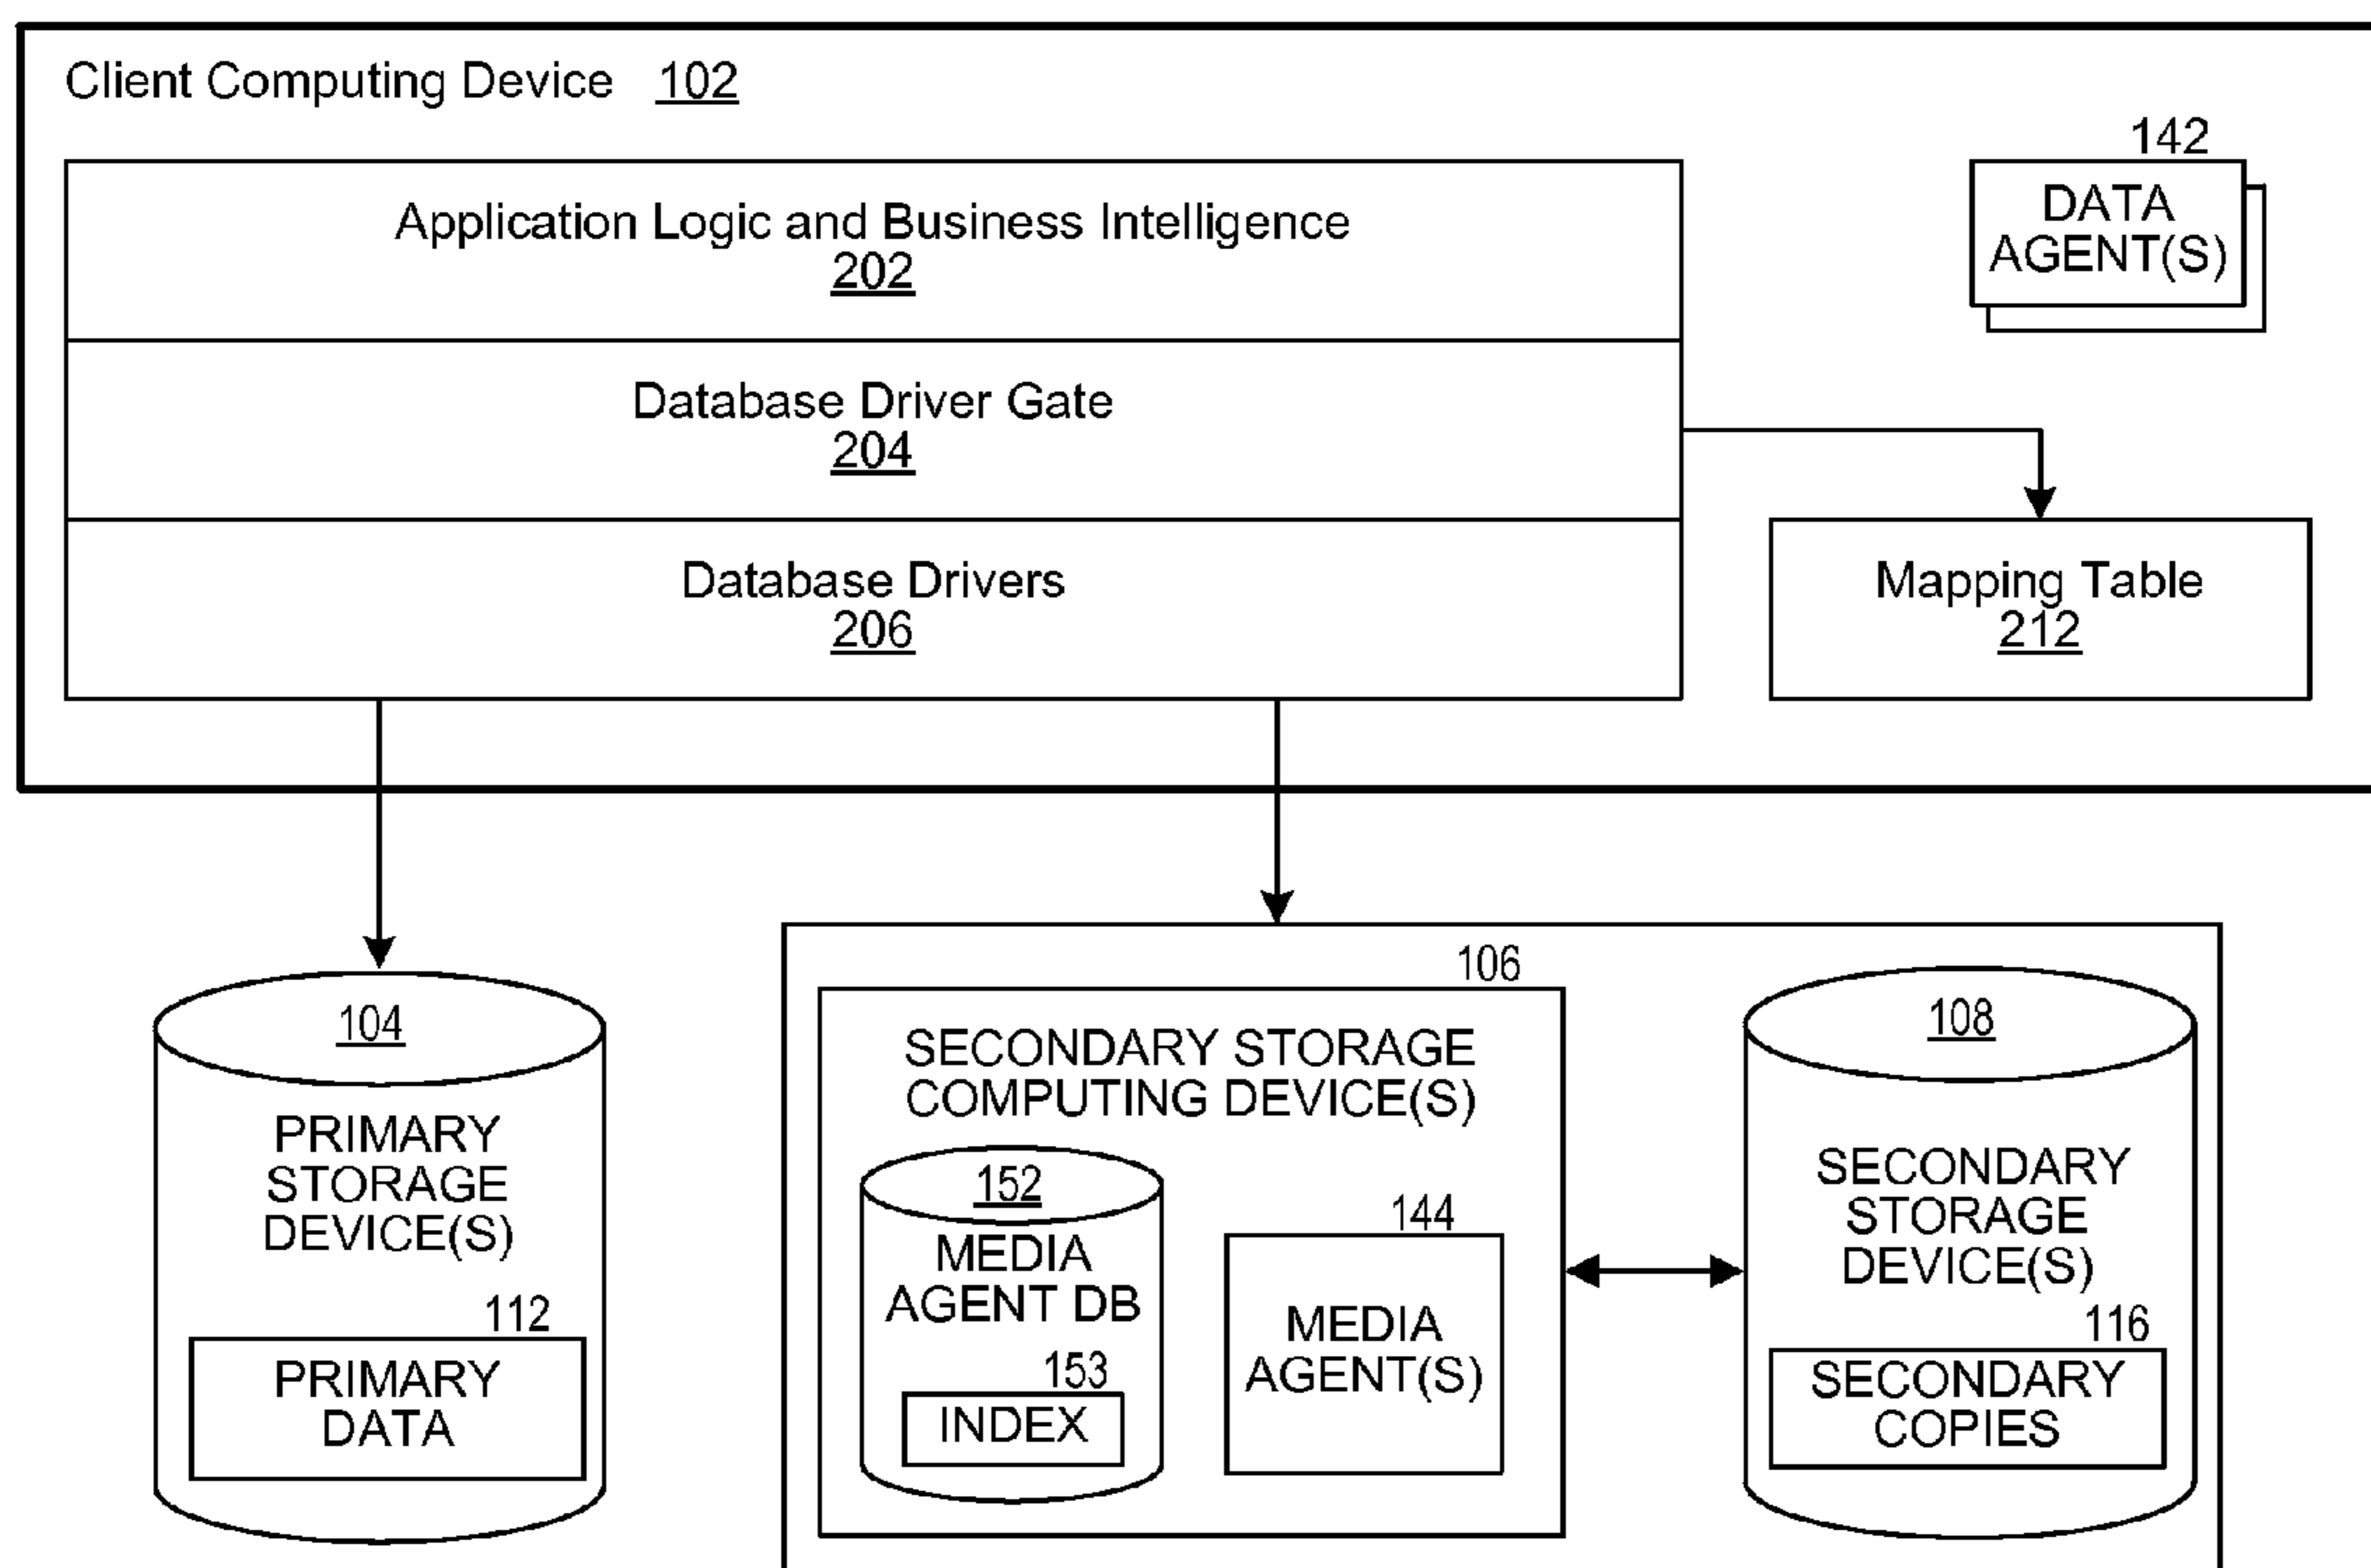 Client Computing Device 102
142
DATA
AGENT(S)
Application Logic and Business Intelligence
202
Database Driver Gate
204
Database Drivers
206
Mapping Table
212
104
PRIMARY
STORAGE
DEVICE(S)
112
PRIMARY
DATA
106
SECONDARY STORAGE
COMPUTING DEVICE(S)
152
MEDIA
AGENT DB
153
INDEX
144
MEDIA
AGENT(S)
108
SECONDARY
STORAGE
DEVICE(S)
116
SECONDARY
COPIES